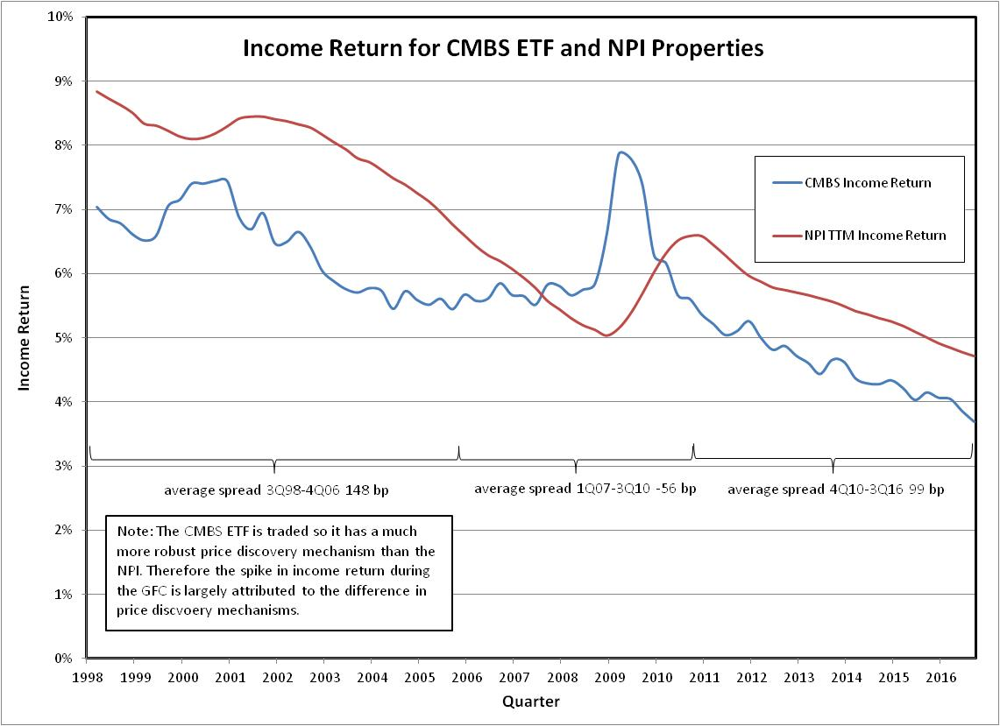 Income Return for CMBS ETF and NPI Properties
10%
9%
8%
7%
6%
5%
4%
3%
2%
1%
0%
Income Return
CMBS Income Return
NPI TTM Income Return
average spread 3Q98-4Q06 148 bp
average spread 1Q07-3Q10 -56 bp
average spread 4Q10-3Q16 99 bp
Note: The CMBS ETF is traded so it has a much
more robust price discovery mechanism than the
NPI. Therefore the spike in income return during
the GFC is largely attributed to the difference in
price discvoery mechanisms.
1998 1999 2000 2001 2002 2003 2004 2005 2006 2007 2008 2009 2010 2011 2012 2013 2014 2015 2016
Quarter